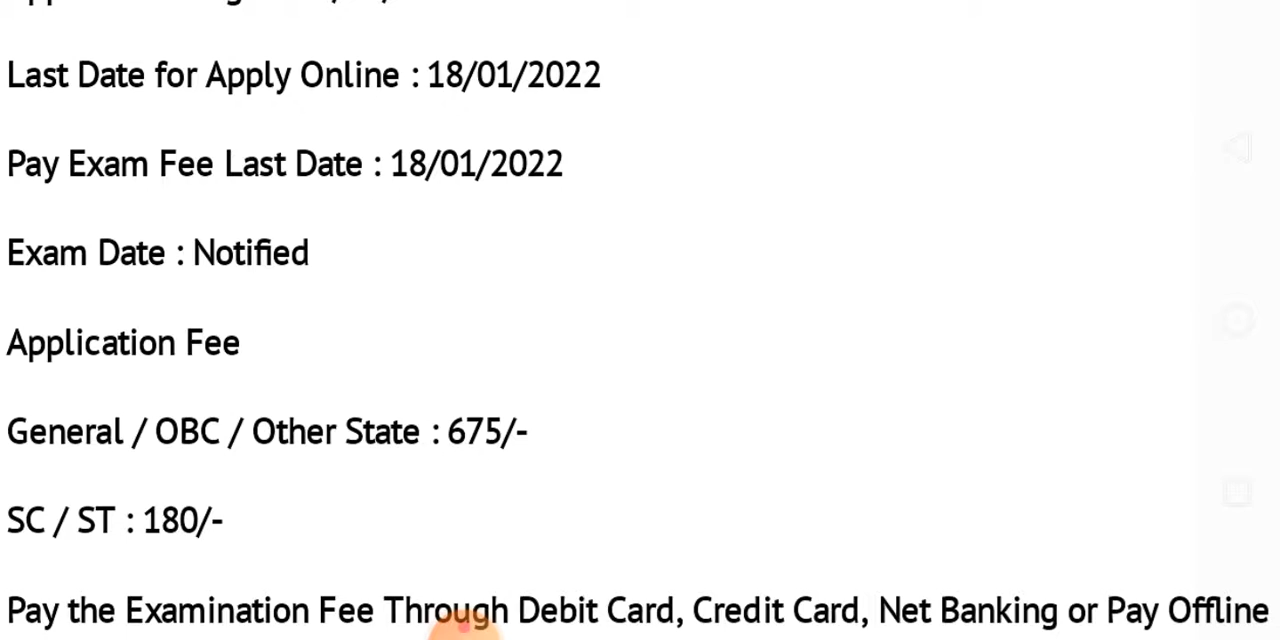 Last Date for Apply Online : 18/01/2022
Pay Exam Fee Last Date : 18/01/2022
Exam Date : Notified
Application Fee
General / OBC / Other State : 675/-
SC / ST : 180/-
Pay the Examination Fee Through Debit Card, Credit Card, Net Banking or Pay Offline